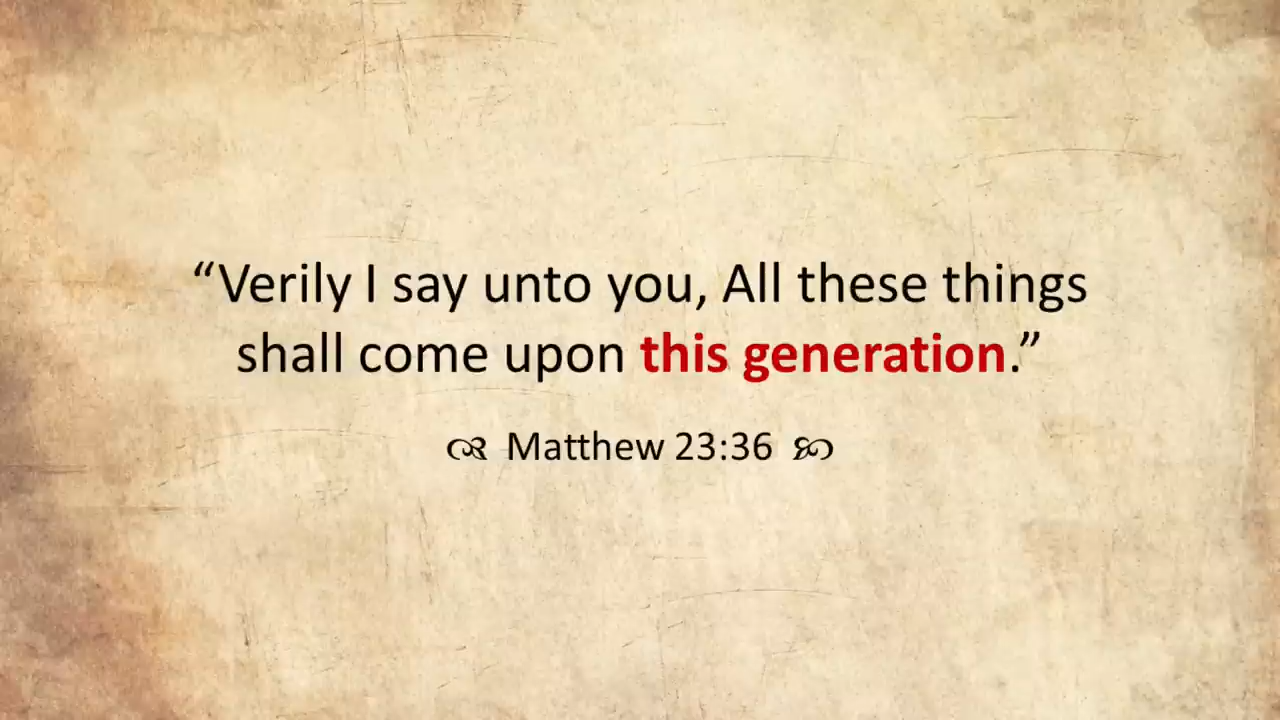 “Verily I say unto you, All these things
shall come upon this generation.”
Matthew 23:36